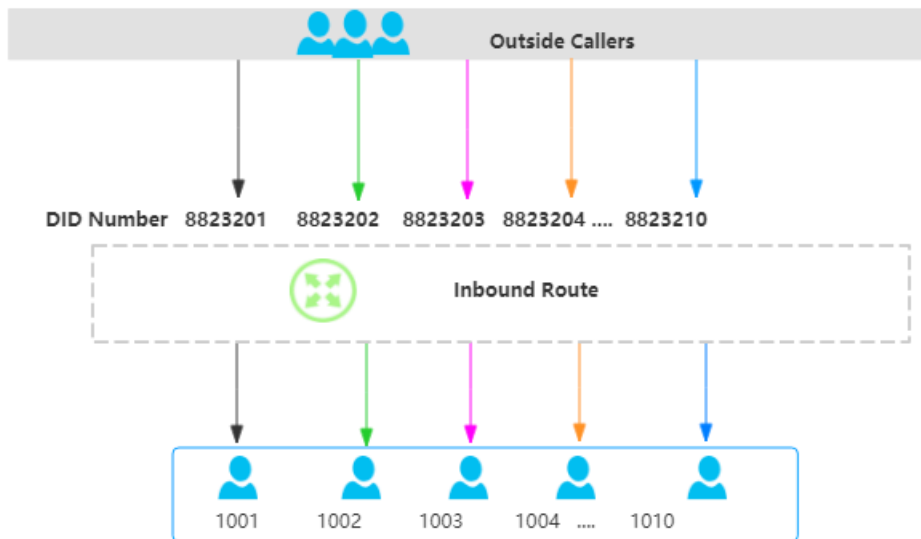 Outside Callers
DID Number 8823201 8823202 8823203 8823204 .... 8823210
Inbound Route
1001 1002 1003 1004 .... 1010